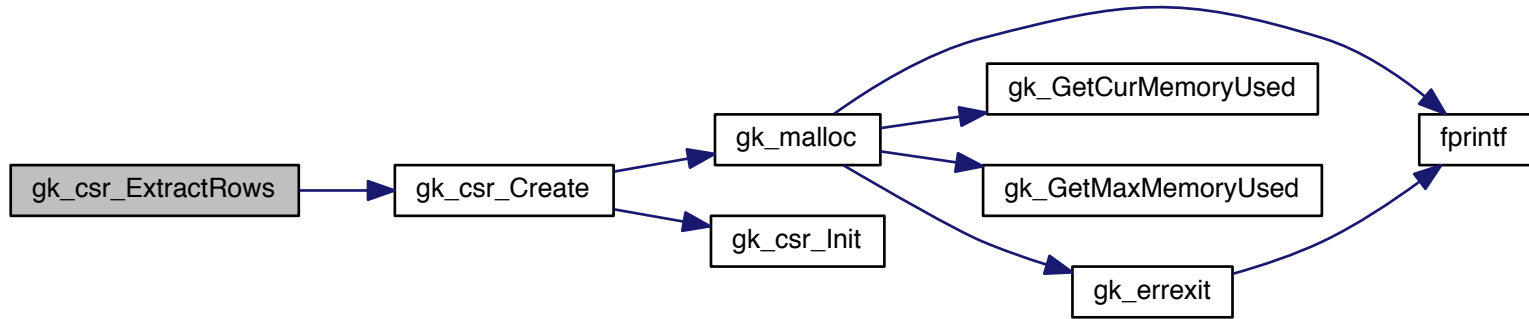 gk_csr_ExtractRows
gk_csr_Create
gk_malloc
gk_csr_Init
gk_GetCurMemoryUsed
gk_GetMaxMemoryUsed
gk_errexit
fprintf